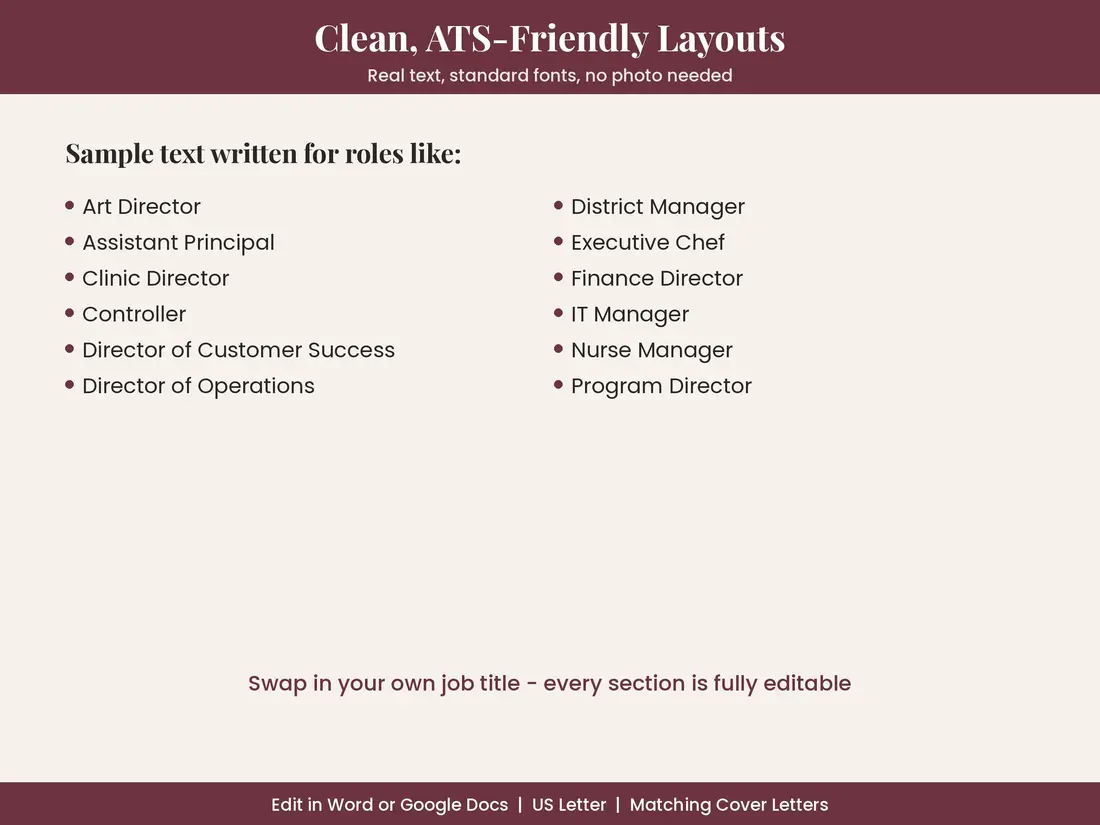 Clean, ATS-Friendly Layouts
Real text, standard fonts, no photo needed
Sample text written for roles like:
• Art Director
• Assistant Principal
• Clinic Director
• Controller
• Director of Customer Success
• Director of Operations
• District Manager
• Executive Chef
• Finance Director
• IT Manager
• Nurse Manager
• Program Director
Swap in your own job title - every section is fully editable
Edit in Word or Google Docs | US Letter | Matching Cover Letters